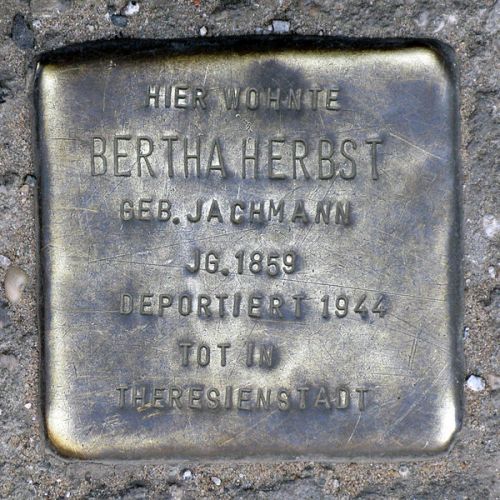 HIER WOHNTE
BERTHA HERBST
GEB. JACHMANN
JG. 1859
DEPORTIERT 1944
TOT IN
THERESIENSTADT